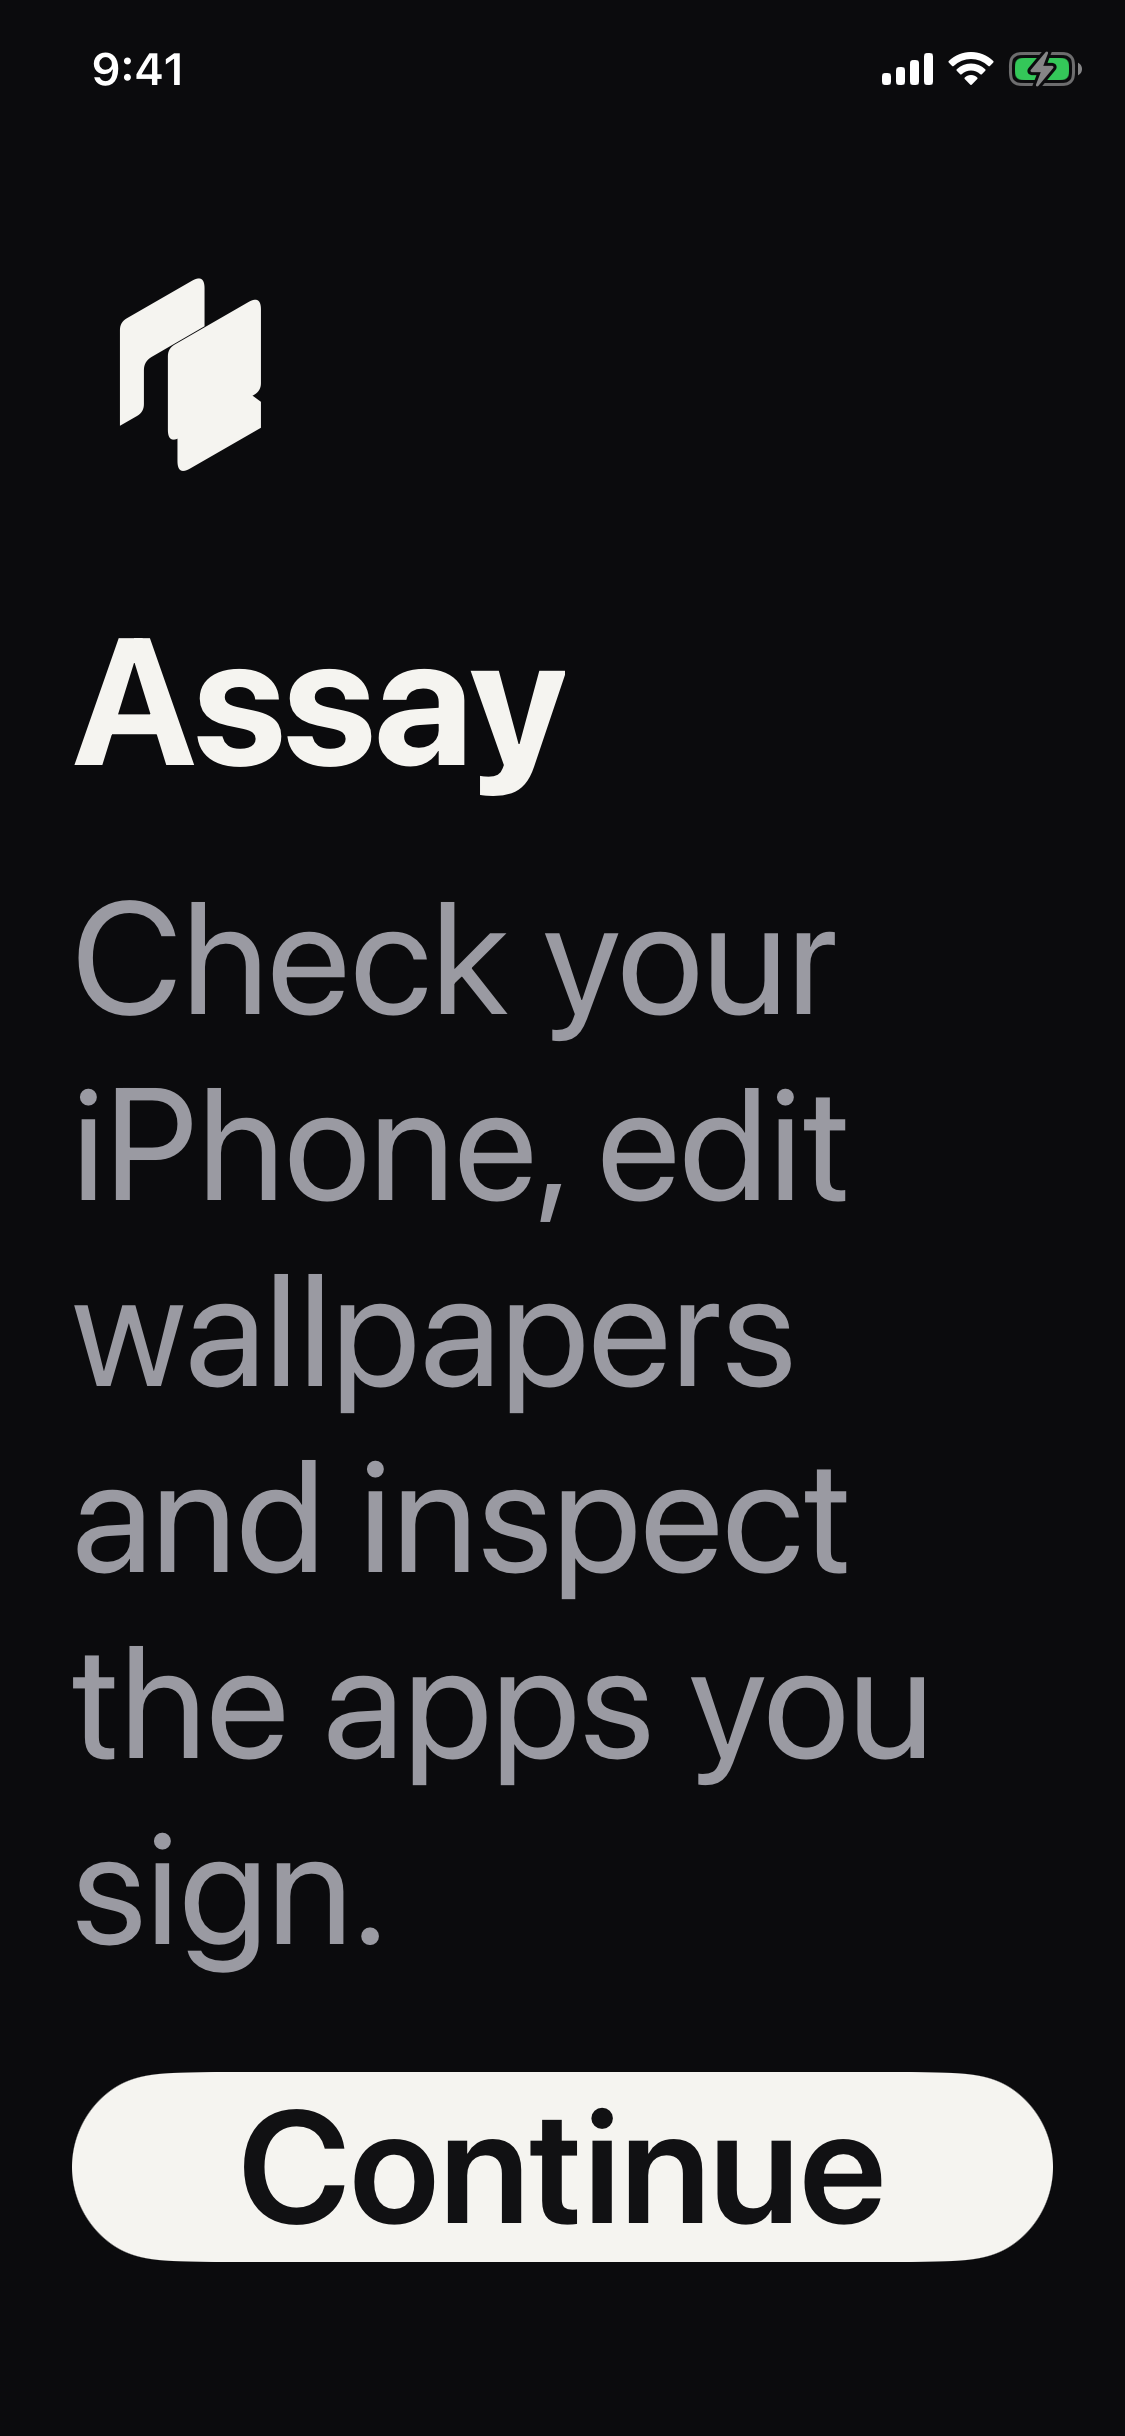 9:41
Assay
Check your
iPhone, edit
wallpapers
and inspect
the apps you
sign.
Continue